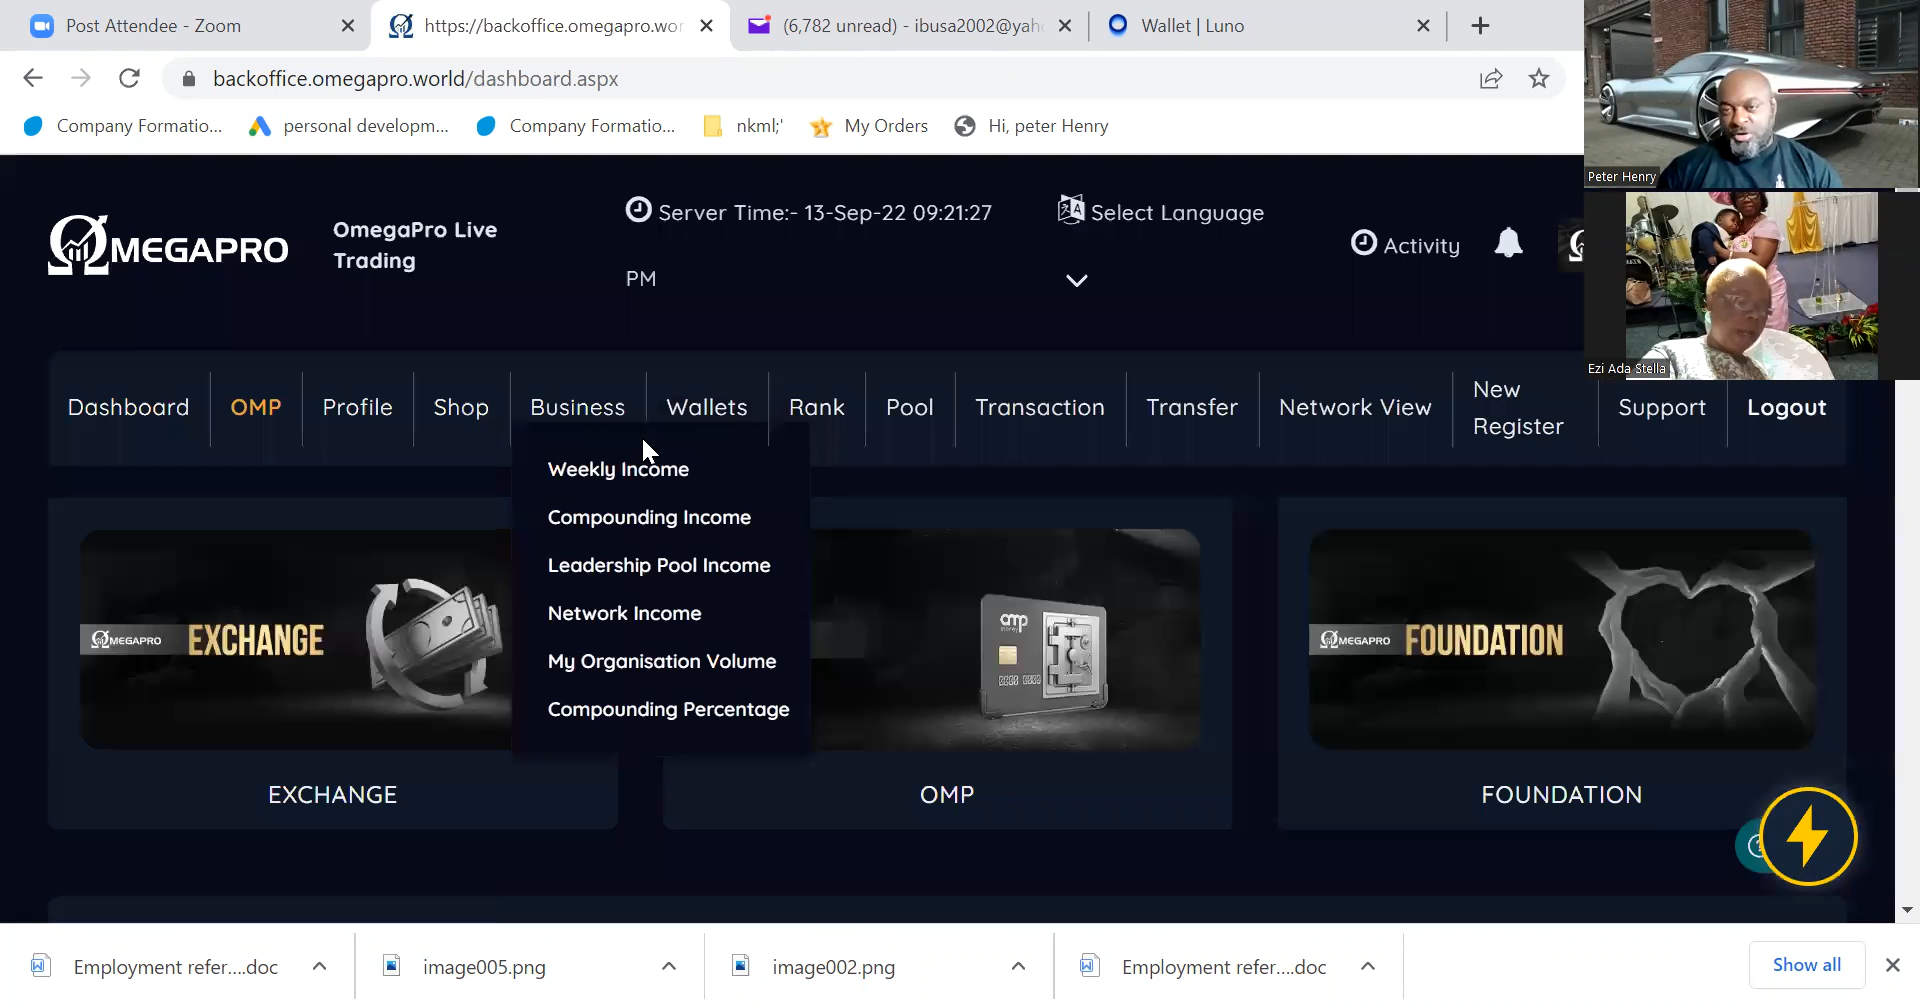 Post Attendee - Zoom
https://backoffice.omegapro.wor
(6,782 unread) - ibusa2002@yaho
Wallet | Luno
backoffice.omegapro.world/dashboard.aspx
Company Formatio...
personal developm...
Company Formatio...
nkml;'
My Orders
Hi, peter Henry
Peter Henry
Ezi Ada Stella
ΩMEGAPRO
OmegaPro Live
Trading
Server Time:- 13-Sep-22 09:21:27
PM
Select Language
Activity
Dashboard
OMP
Profile
Shop
Business
Wallets
Rank
Pool
Transaction
Transfer
Network View
New
Register
Support
Logout
Weekly Income
Compounding Income
Leadership Pool Income
Network Income
My Organisation Volume
Compounding Percentage
ΩMEGAPRO EXCHANGE
omp
ΩMEGAPRO FOUNDATION
EXCHANGE
OMP
FOUNDATION
Employment refer....doc
image005.png
image002.png
Employment refer....doc
Show all